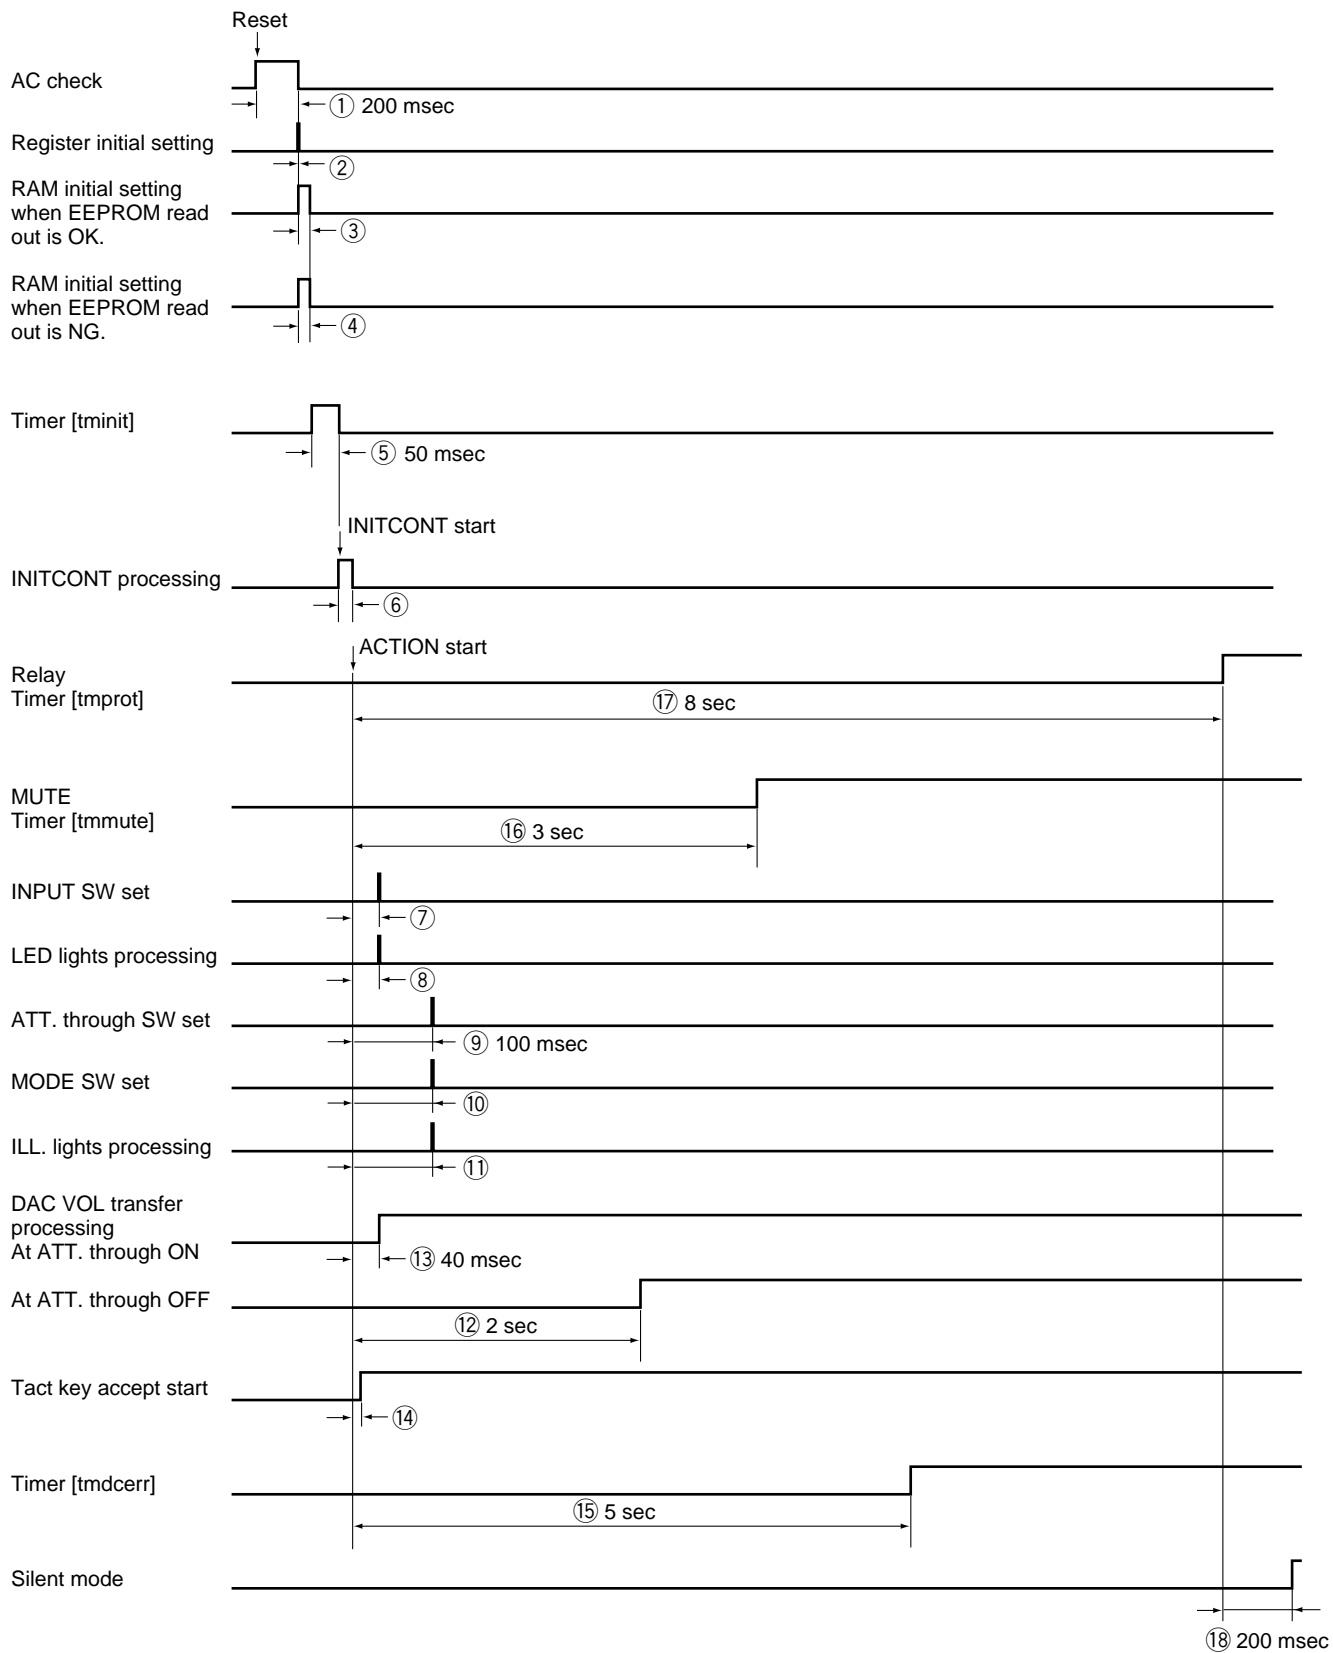 Reset
AC check
① 200 msec
Register initial setting
②
RAM initial setting
when EEPROM read
out is OK.
③
RAM initial setting
when EEPROM read
out is NG.
④
Timer [tminit]
⑤ 50 msec
INITCONT start
INITCONT processing
⑥
ACTION start
Relay
Timer [tmprot]
⑰ 8 sec
MUTE
Timer [tmmute]
⑯ 3 sec
INPUT SW set
⑦
LED lights processing
⑧
ATT. through SW set
⑨ 100 msec
MODE SW set
⑩
ILL. lights processing
⑪
DAC VOL transfer
processing
At ATT. through ON
⑬ 40 msec
At ATT. through OFF
⑫ 2 sec
Tact key accept start
⑭
Timer [tmdcerr]
⑮ 5 sec
Silent mode
⑱ 200 msec